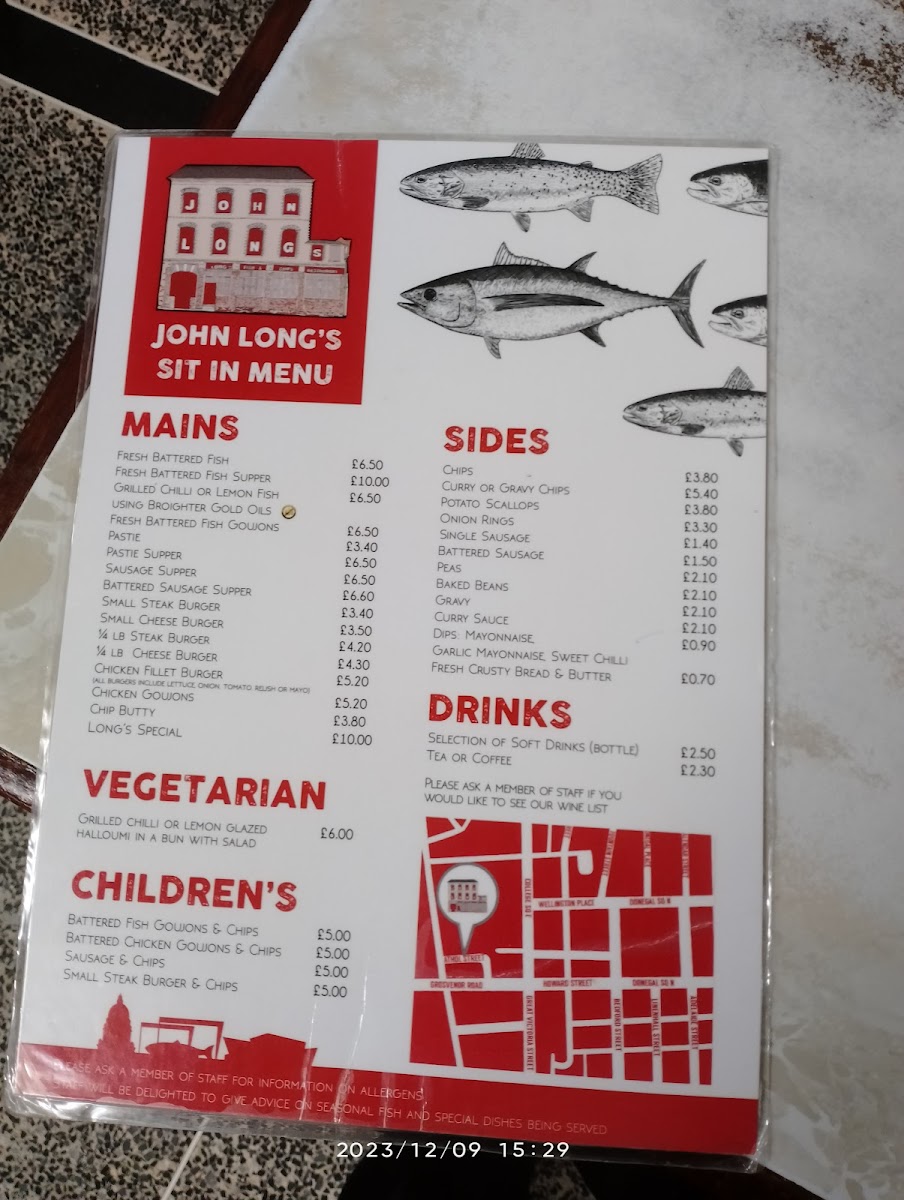 JOHN
LONGS
JOHN LONG'S
SIT IN MENU
MAINS
FRESH BATTERED FISH £6.50
FRESH BATTERED FISH SUPPER £10.00
GRILLED CHILLI OR LEMON FISH £6.50
USING BROIGHTER GOLD OILS
FRESH BATTERED FISH GOUJONS £6.50
PASTIE £3.40
PASTIE SUPPER £6.50
SAUSAGE SUPPER £6.50
BATTERED SAUSAGE SUPPER £6.60
SMALL STEAK BURGER £3.40
SMALL CHEESE BURGER £3.50
¼ LB STEAK BURGER £4.20
¼ LB CHEESE BURGER £4.30
CHICKEN FILLET BURGER £5.20
(ALL BURGERS INCLUDE LETTUCE, ONION, TOMATO, RELISH OR MAYO)
CHICKEN GOUJONS £5.20
CHIP BUTTY £3.80
LONG'S SPECIAL £10.00
VEGETARIAN
GRILLED CHILLI OR LEMON GLAZED
HALLOUMI IN A BUN WITH SALAD £6.00
CHILDREN'S
BATTERED FISH GOUJONS & CHIPS £5.00
BATTERED CHICKEN GOUJONS & CHIPS £5.00
SAUSAGE & CHIPS £5.00
SMALL STEAK BURGER & CHIPS £5.00
SIDES
CHIPS £3.80
CURRY OR GRAVY CHIPS £5.40
POTATO SCALLOPS £3.80
ONION RINGS £3.30
SINGLE SAUSAGE £1.40
BATTERED SAUSAGE £1.50
PEAS £2.10
BAKED BEANS £2.10
GRAVY £2.10
CURRY SAUCE £2.10
DIPS: MAYONNAISE, £0.90
GARLIC MAYONNAISE, SWEET CHILLI
FRESH CRUSTY BREAD & BUTTER £0.70
DRINKS
SELECTION OF SOFT DRINKS (BOTTLE) £2.50
TEA OR COFFEE £2.30
PLEASE ASK A MEMBER OF STAFF IF YOU
WOULD LIKE TO SEE OUR WINE LIST
COLLEGE SQ E
WELLINGTON PLACE
DONEGAL SQ N
ATHOL STREET
GROSVENOR ROAD
HOWARD STREET
DONEGAL SQ N
GREAT VICTORIA STREET
BEDFORD STREET
LINENHALL STREET
ADELAIDE STREET
PLEASE ASK A MEMBER OF STAFF FOR INFORMATION ON ALLERGENS
STAFF WILL BE DELIGHTED TO GIVE ADVICE ON SEASONAL FISH AND SPECIAL DISHES BEING SERVED
2023/12/09 15:29